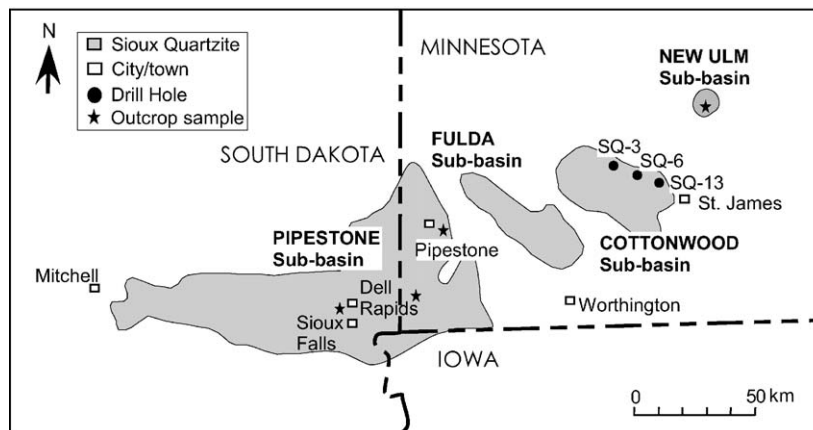 N
Sioux Quartzite
City/town
Drill Hole
Outcrop sample
MINNESOTA
NEW ULM
Sub-basin
SOUTH DAKOTA
FULDA
Sub-basin
SQ-3
SQ-6
SQ-13
St. James
PIPESTONE
Sub-basin
Pipestone
COTTONWOOD
Sub-basin
Mitchell
Dell
Rapids
Worthington
Sioux
Falls
IOWA
0 50 km